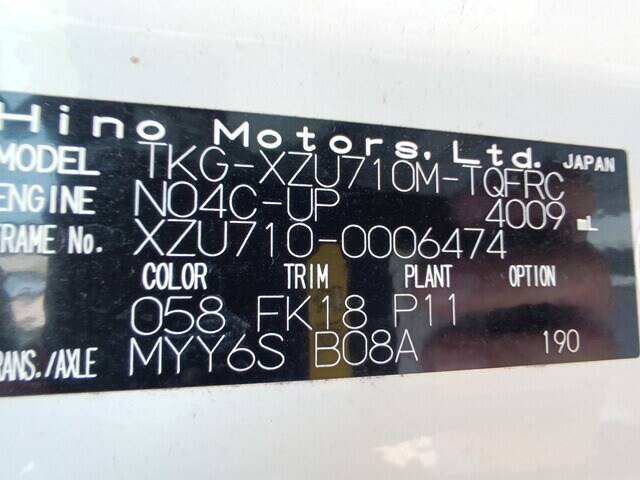 Hino Motors, Ltd. JAPAN
MODEL TKG-XZU710M-TQFRC
ENGINE N04C-UP 4009 mL
FRAME No. XZU710-0006474
COLOR TRIM PLANT OPTION
058 FK18 P11
TRANS./AXLE MYY6S B08A 190